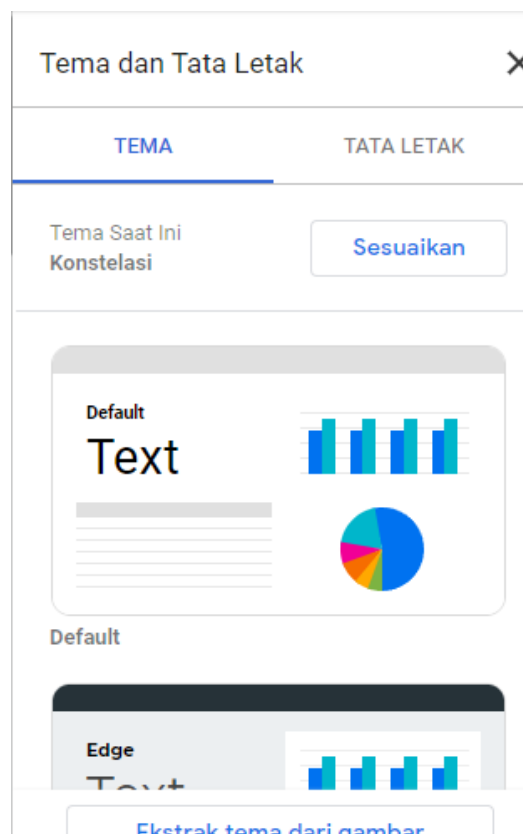 Tema dan Tata Letak
TEMA
TATA LETAK
Tema Saat Ini
Konstelasi
Sesuaikan
Default
Text
Default
Edge
Text
Ekstrak tema dari gambar